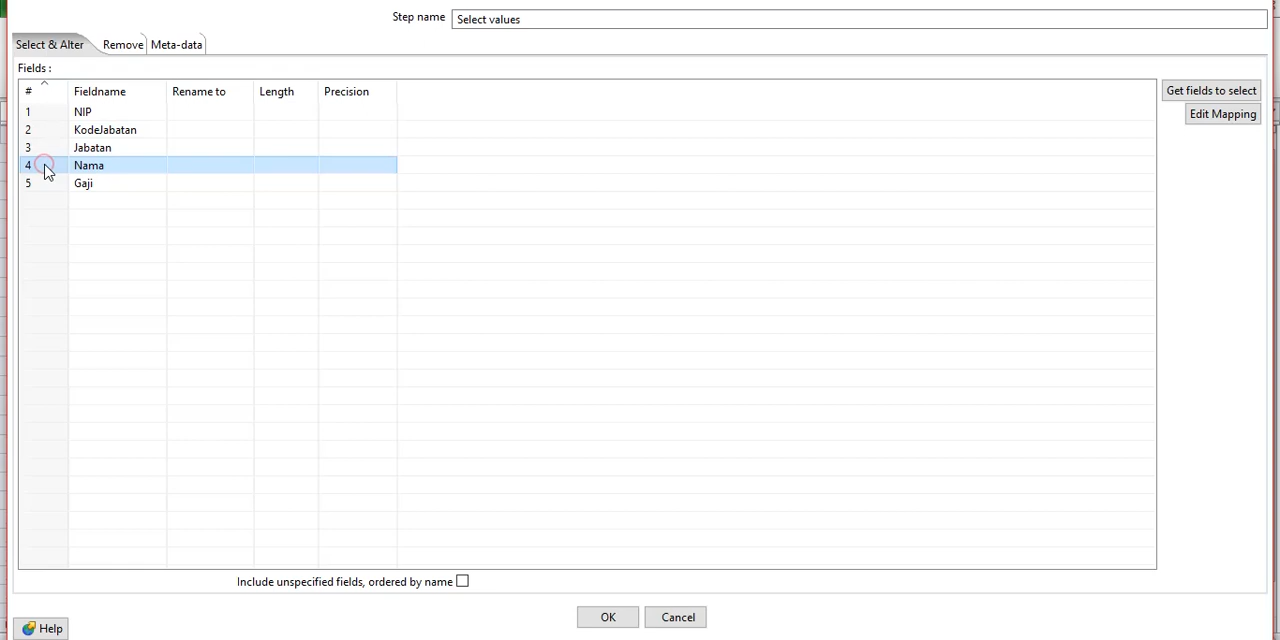 Step name Select values
Select & Alter Remove Meta-data
Fields :
# Fieldname Rename to Length Precision Get fields to select
1 NIP Edit Mapping
2 KodeJabatan
3 Jabatan
4 Nama
5 Gaji
Include unspecified fields, ordered by name
OK Cancel
Help